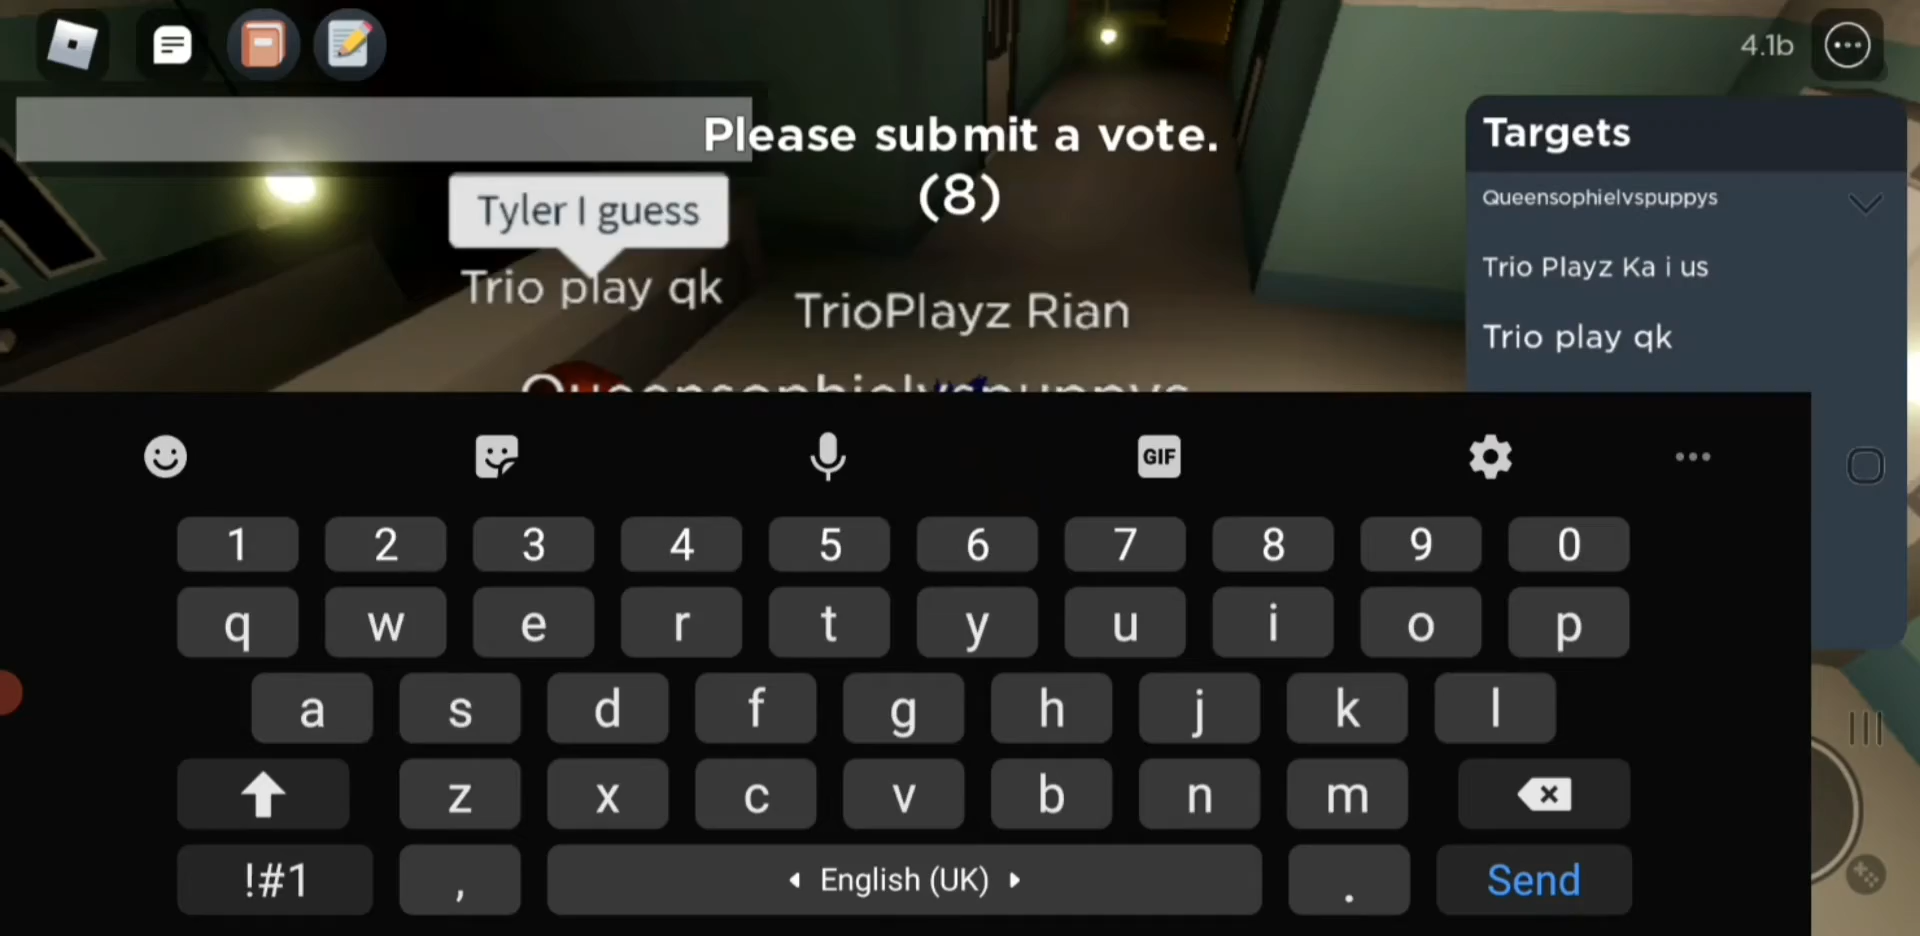 4.1b
Please submit a vote.
(8)
Targets
Queensophielvspuppys
Trio Playz Ka i us
Trio play qk
Tyler I guess
Trio play qk
TrioPlayz Rian
Queensophielvspuppys
GIF
1 2 3 4 5 6 7 8 9 0
q w e r t y u i o p
a s d f g h j k l
z x c v b n m
!#1 , English (UK) . Send